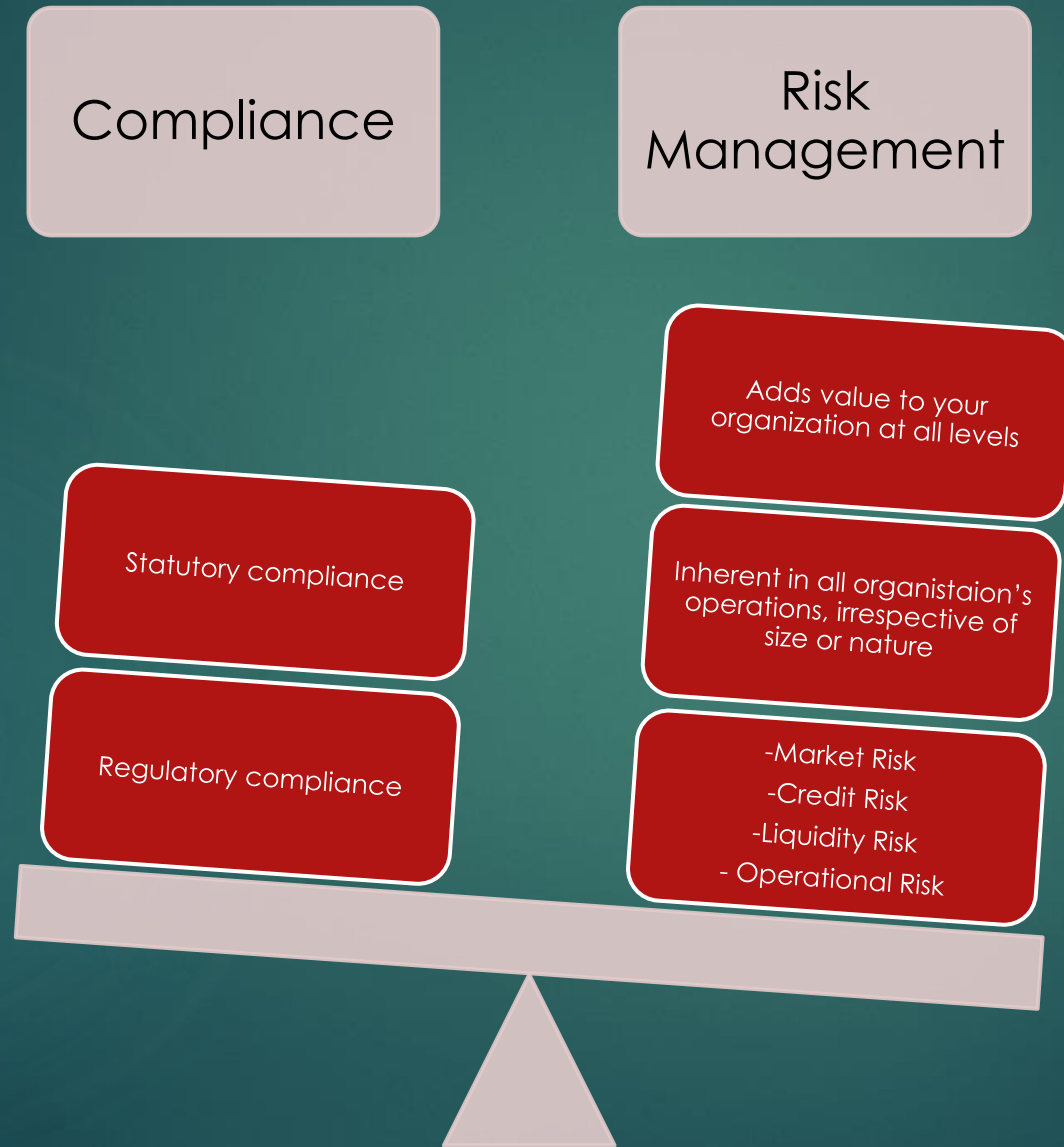 Compliance
Risk
Management
Adds value to your
organization at all levels
Statutory compliance
Inherent in all organistaion’s
operations, irrespective of
size or nature
Regulatory compliance
-Market Risk
-Credit Risk
-Liquidity Risk
- Operational Risk